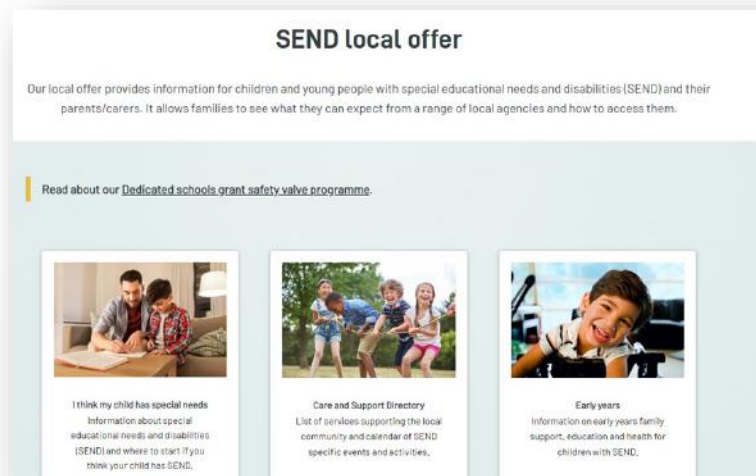 SEND local offer
Our local offer provides information for children and young people with special educational needs and disabilities (SEND) and their
parents/carers. It allows families to see what they can expect from a range of local agencies and how to access them.
Read about our Dedicated schools grant safety valve programme.
I think my child has special needs
Information about special
educational needs and disabilities
(SEND) and where to start if you
think your child has SEND.
Care and Support Directory
List of services supporting the local
community and calendar of SEND
specific events and activities.
Early years
Information on early years family
support, education and health for
children with SEND.